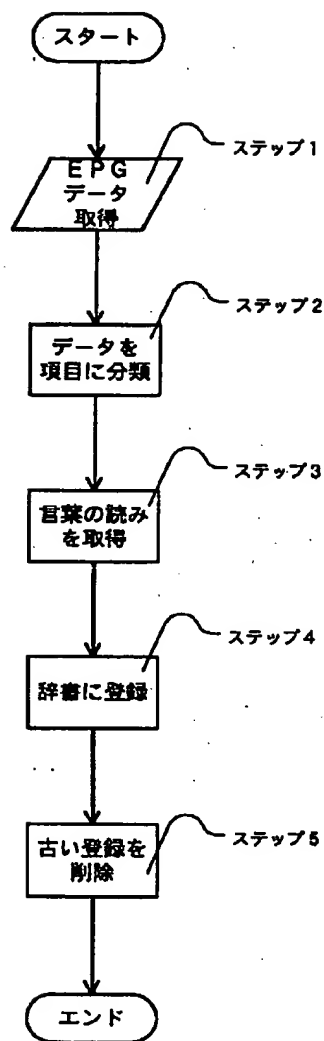 スタート
ステップ1
EPG
データ
取得
ステップ2
データを
項目に分類
ステップ3
言葉の読み
を取得
ステップ4
辞書に登録
ステップ5
古い登録を
削除
エンド